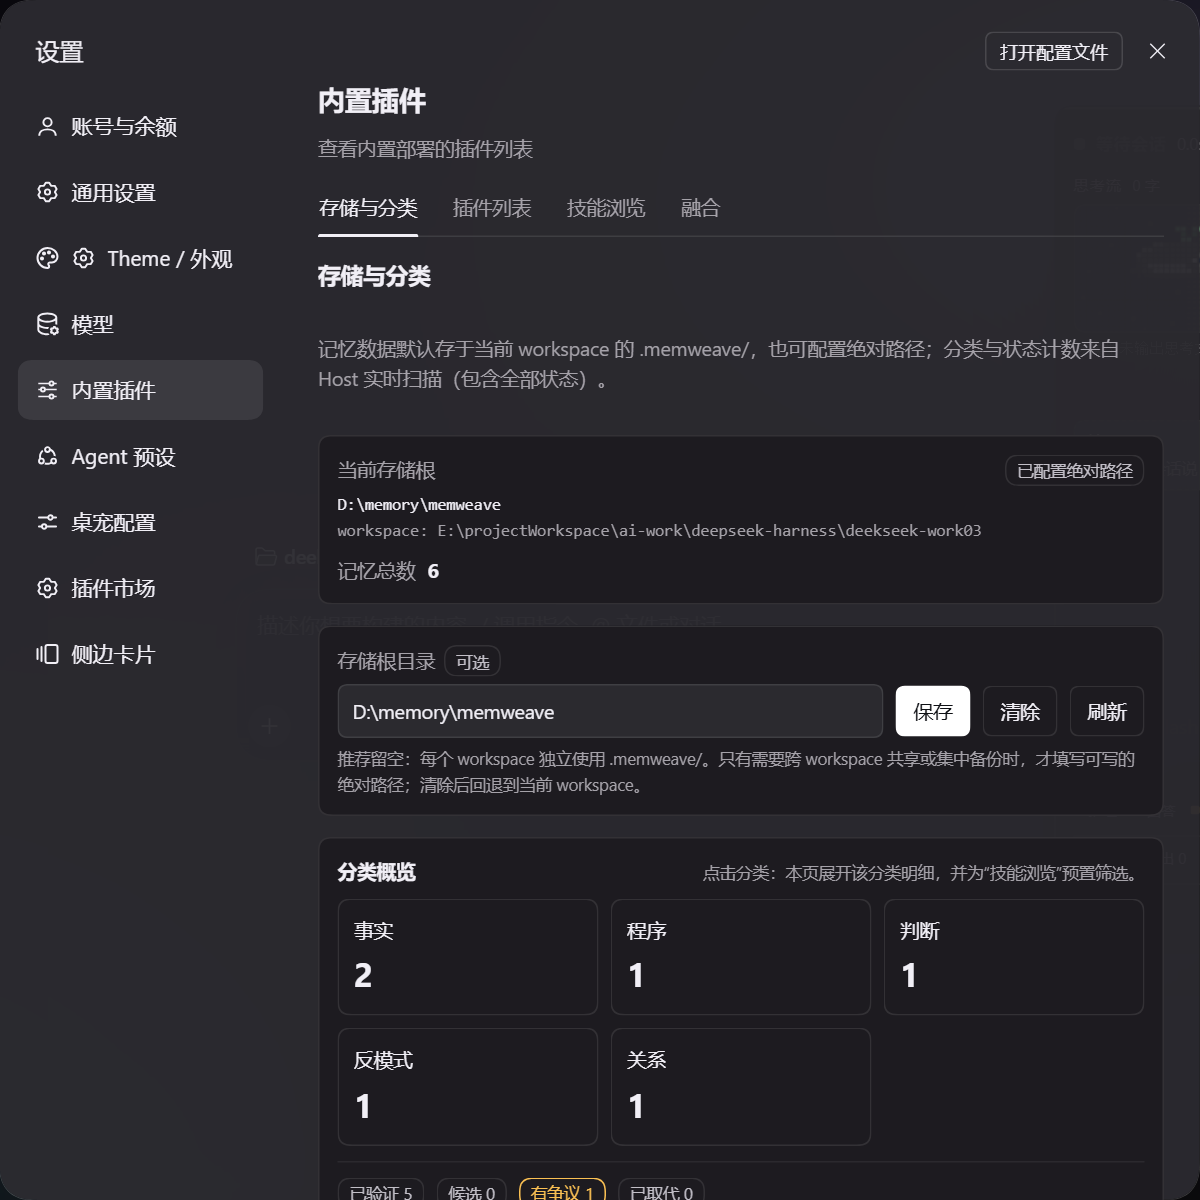 设置
打开配置文件
账号与余额
通用设置
Theme / 外观
模型
内置插件
Agent 预设
桌宠配置
插件市场
侧边卡片
内置插件
查看内置部署的插件列表
存储与分类 插件列表 技能浏览 融合
存储与分类
记忆数据默认存于当前 workspace 的 .memweave/，也可配置绝对路径；分类与状态计数来自
Host 实时扫描（包含全部状态）。
当前存储根
已配置绝对路径
D:\memory\memweave
workspace: E:\projectWorkspace\ai-work\deepseek-harness\deekseek-work03
记忆总数 6
存储根目录 可选
D:\memory\memweave
保存 清除 刷新
推荐留空：每个 workspace 独立使用 .memweave/。只有需要跨 workspace 共享或集中备份时，才填写可写的
绝对路径；清除后回退到当前 workspace。
分类概览
点击分类：本页展开该分类明细，并为“技能浏览”预置筛选。
事实
2
程序
1
判断
1
反模式
1
关系
1
已验证 5 候选 0 有争议 1 已取代 0
dee